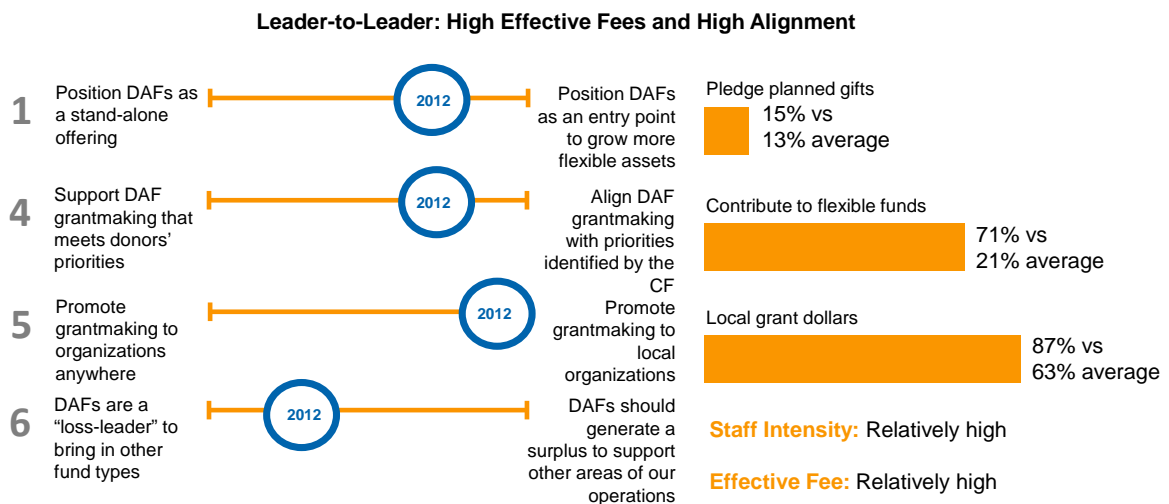 Leader-to-Leader: High Effective Fees and High Alignment
1
Position DAFs as
a stand-alone
offering
2012
Position DAFs
as an entry point
to grow more
flexible assets
Pledge planned gifts
15% vs
13% average
4
Support DAF
grantmaking that
meets donors’
priorities
2012
Align DAF
grantmaking
with priorities
identified by the
CF
Contribute to flexible funds
71% vs
21% average
5
Promote
grantmaking to
organizations
anywhere
2012
Promote
grantmaking to
local
organizations
Local grant dollars
87% vs
63% average
6
DAFs are a
“loss-leader” to
bring in other
fund types
2012
DAFs should
generate a
surplus to support
other areas of our
operations
Staff Intensity: Relatively high
Effective Fee: Relatively high